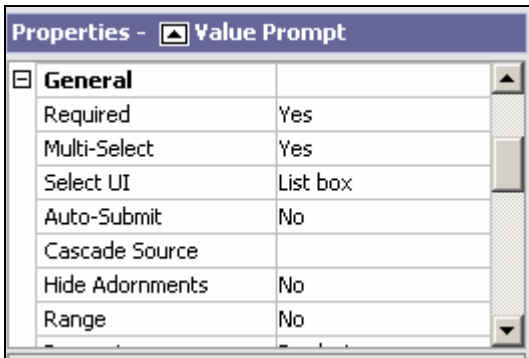 Properties - Value Prompt
General
Required Yes
Multi-Select Yes
Select UI List box
Auto-Submit No
Cascade Source
Hide Adornments No
Range No